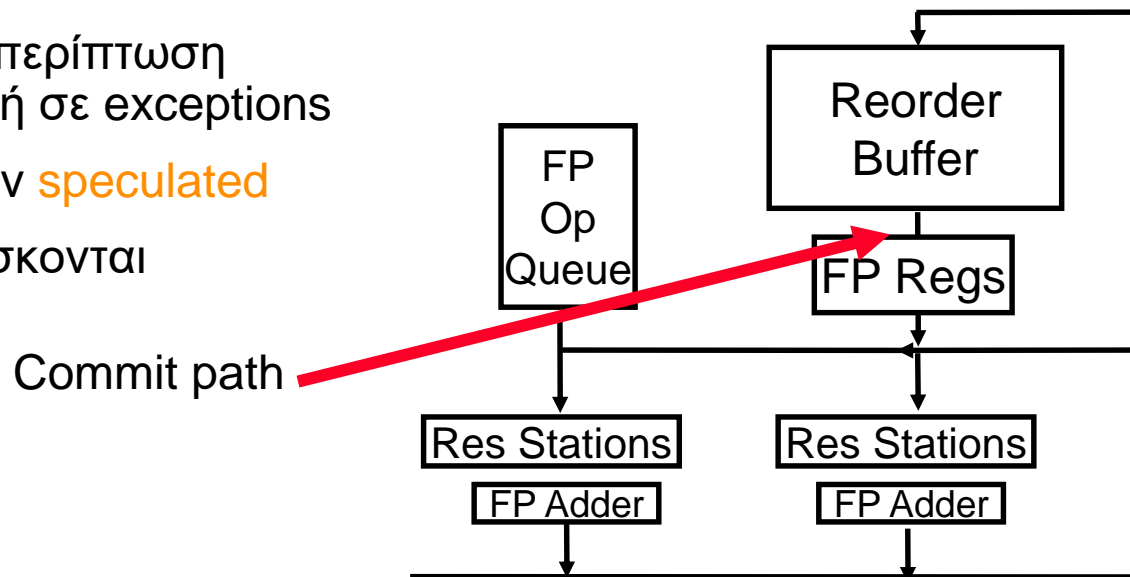 περίπτωση
ή σε exceptions
ν speculated
σκονται
Commit path
FP
Op
Queue
Reorder
Buffer
FP Regs
Res Stations
Res Stations
FP Adder
FP Adder